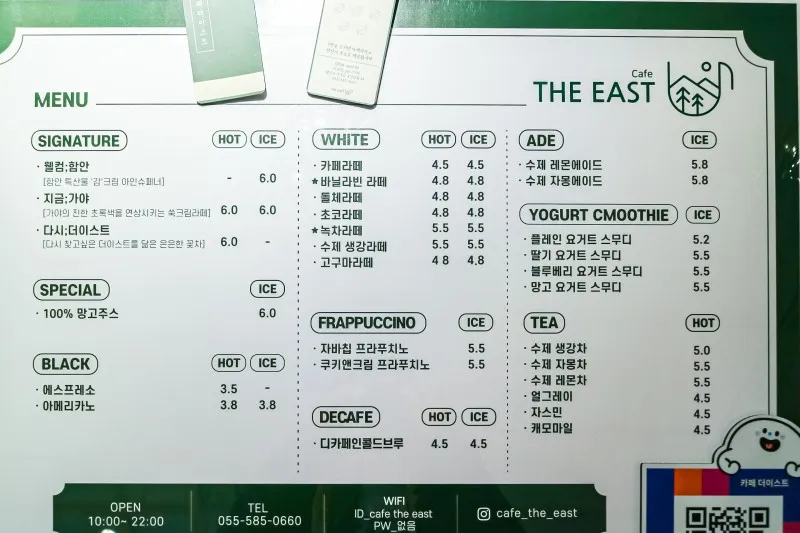 MENU
Cafe
THE EAST
SIGNATURE HOT ICE
· 웰컴;함안 - 6.0
[함안 특산물 '감'크림 아인슈페너]
· 지금;가야 6.0 6.0
[가야의 진한 초록빛을 연상시키는 쑥크림라떼]
· 다시;더이스트 6.0 -
[다시 찾고싶은 더이스트를 닮은 은은한 꽃차]
SPECIAL ICE
· 100% 망고주스 6.0
BLACK HOT ICE
· 에스프레소 3.5 -
· 아메리카노 3.8 3.8
WHITE HOT ICE
· 카페라떼 4.5 4.5
★바닐라빈 라떼 4.8 4.8
· 돌체라떼 4.8 4.8
· 초코라떼 4.8 4.8
★녹차라떼 5.5 5.5
· 수제 생강라떼 5.5 5.5
· 고구마라떼 4 8 4.8
FRAPPUCCINO ICE
· 자바칩 프라푸치노 5.5
· 쿠키앤크림 프라푸치노 5.5
DECAFE HOT ICE
· 디카페인콜드브루 4.5 4.5
ADE ICE
· 수제 레몬에이드 5.8
· 수제 자몽에이드 5.8
YOGURT CMOOTHIE ICE
· 플레인 요거트 스무디 5.2
· 딸기 요거트 스무디 5.5
· 블루베리 요거트 스무디 5.5
· 망고 요거트 스무디 5.5
TEA HOT
· 수제 생강차 5.0
· 수제 자몽차 5.5
· 수제 레몬차 5.5
· 얼그레이 4.5
· 자스민 4.5
· 캐모마일 4.5
카페 더이스트
OPEN
10:00~ 22:00
TEL
055-585-0660
WIFI
ID_cafe the east
PW_없음
cafe_the_east